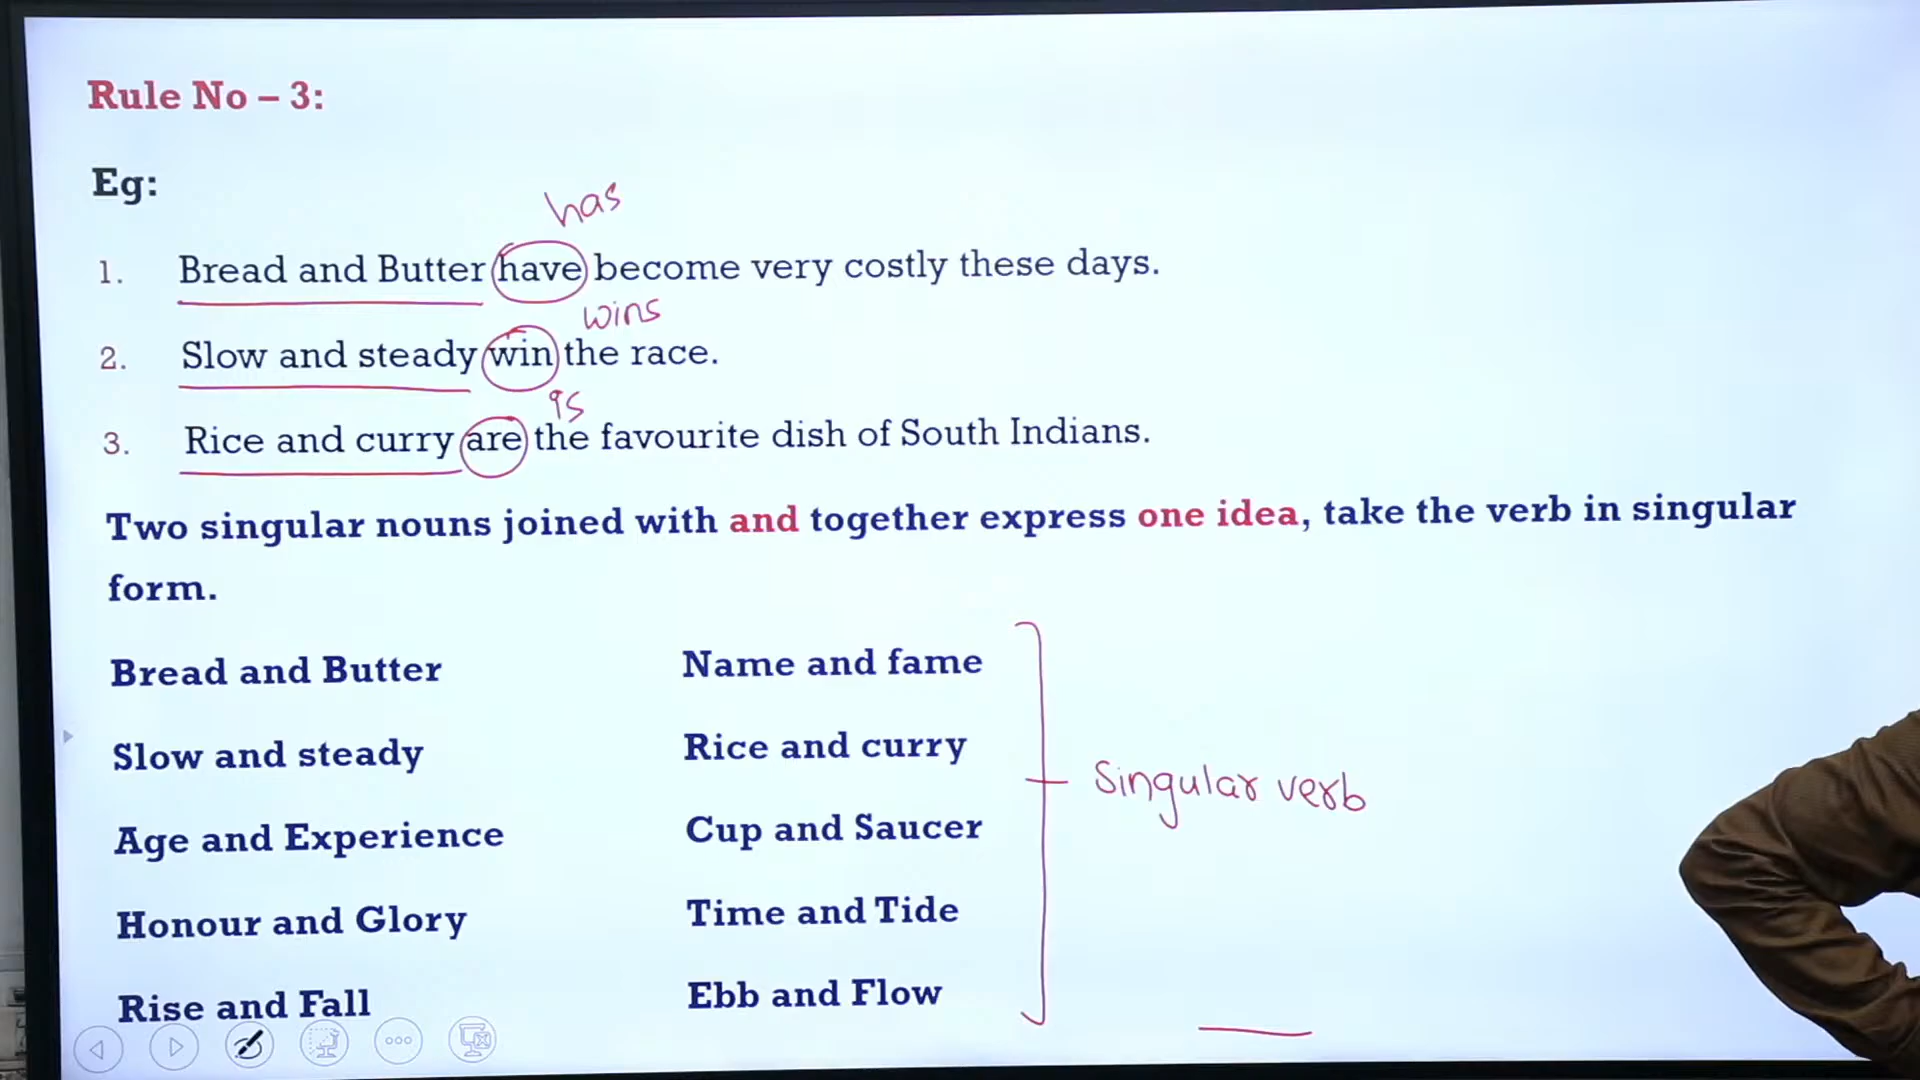 Rule No – 3:
Eg:
has
1. Bread and Butter have become very costly these days.
wins
2. Slow and steady win the race.
is
3. Rice and curry are the favourite dish of South Indians.
Two singular nouns joined with and together express one idea, take the verb in singular
form.
Bread and Butter Name and fame
Slow and steady Rice and curry
Singular verb
Age and Experience Cup and Saucer
Honour and Glory Time and Tide
Rise and Fall Ebb and Flow